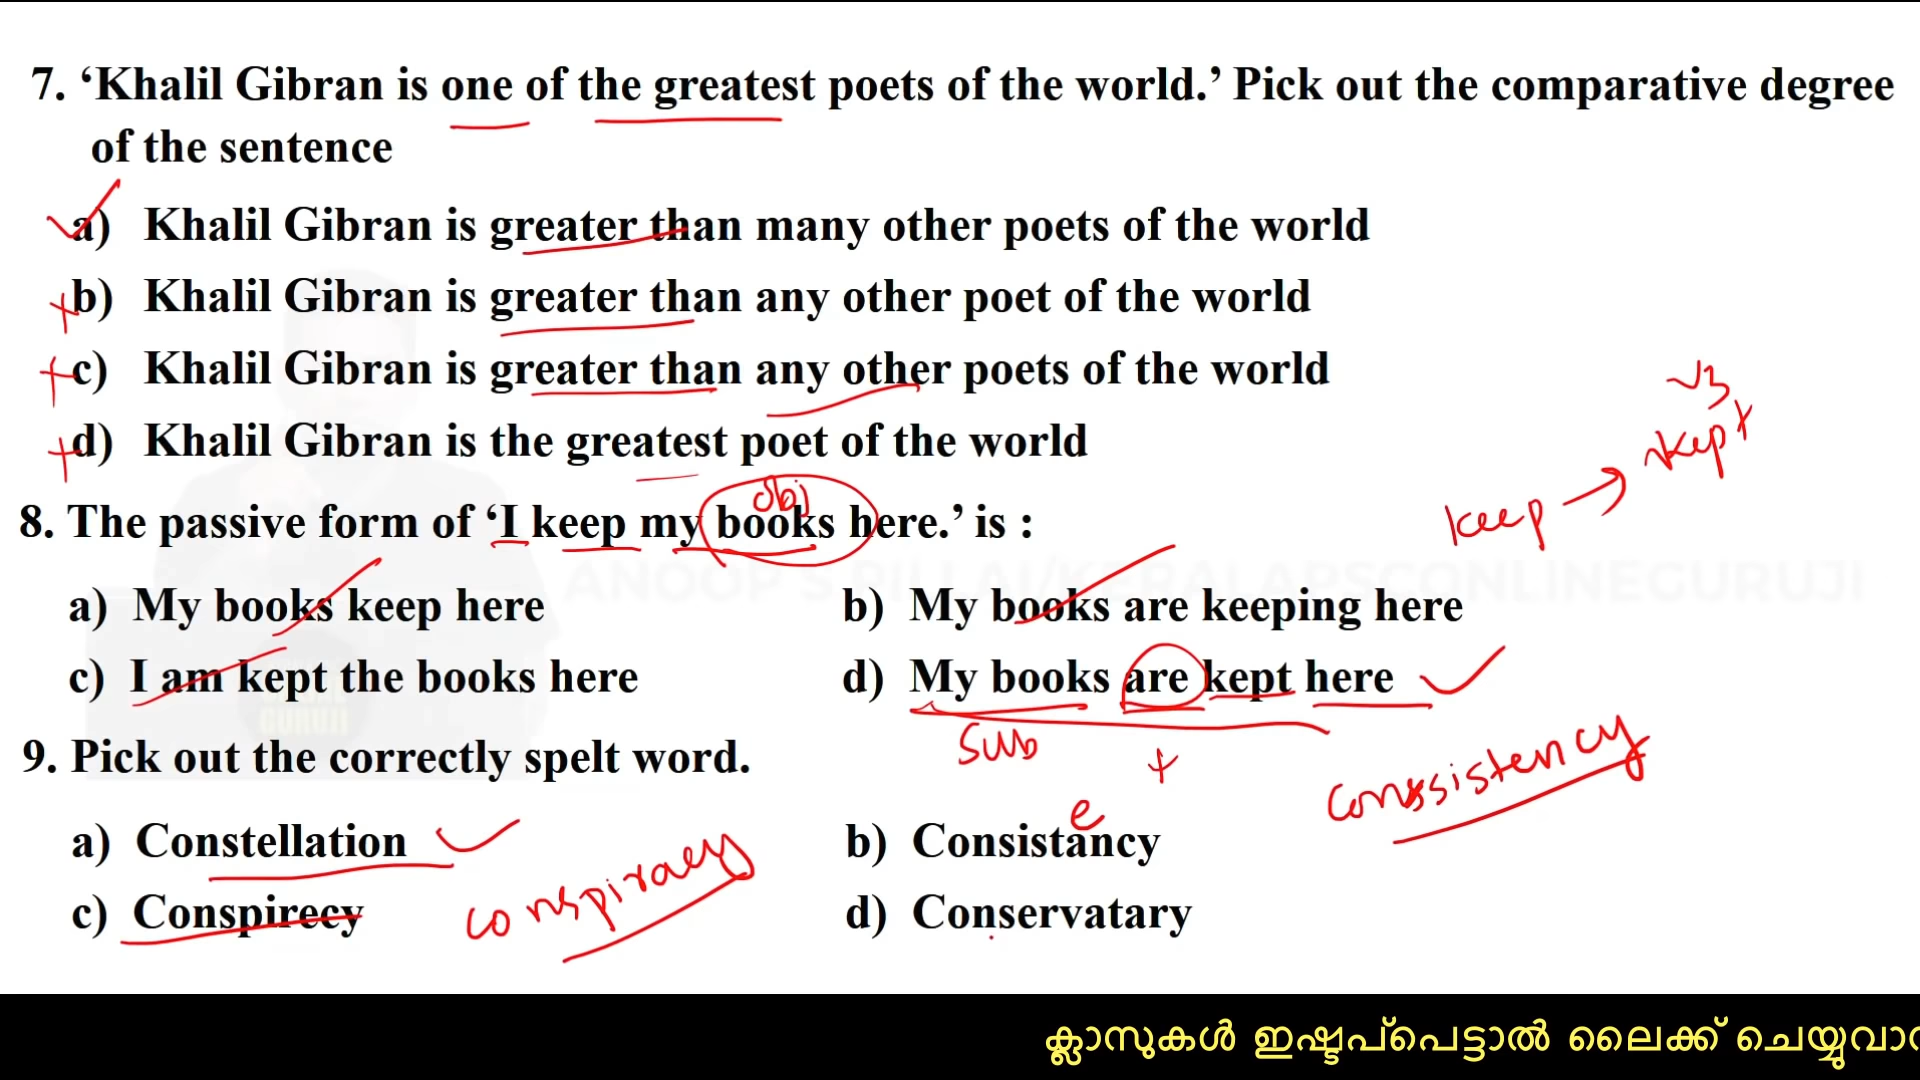 7. ‘Khalil Gibran is one of the greatest poets of the world.’ Pick out the comparative degree
of the sentence
a) Khalil Gibran is greater than many other poets of the world
b) Khalil Gibran is greater than any other poet of the world
c) Khalil Gibran is greater than any other poets of the world
V3
kept
d) Khalil Gibran is the greatest poet of the world
keep →
obj
8. The passive form of ‘I keep my books here.’ is :
ANOOP S PILLAI/KERALAPSCONLINEGURUJI
a) My books keep here b) My books are keeping here
c) I am kept the books here d) My books are kept here
GURUJI
sub +
9. Pick out the correctly spelt word.
consistency
e
a) Constellation b) Consistancy
conspiracy
c) Conspirecy d) Conservatary
ക്ലാസുകൾ ഇഷ്ടപ്പെട്ടാൽ ലൈക്ക് ചെയ്യുവാൻ